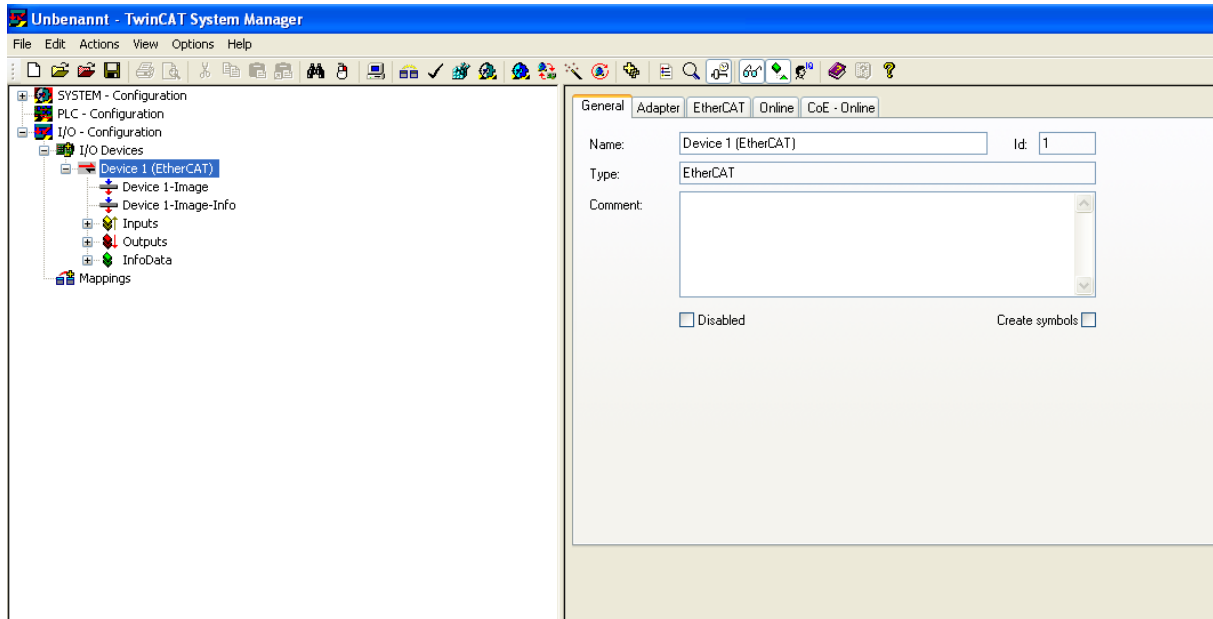 Unbenannt - TwinCAT System Manager
File Edit Actions View Options Help
SYSTEM - Configuration
PLC - Configuration
I/O - Configuration
I/O Devices
Device 1 (EtherCAT)
Device 1-Image
Device 1-Image-Info
Inputs
Outputs
InfoData
Mappings
General Adapter EtherCAT Online CoE - Online
Name: Device 1 (EtherCAT) Id: 1
Type: EtherCAT
Comment:
Disabled Create symbols